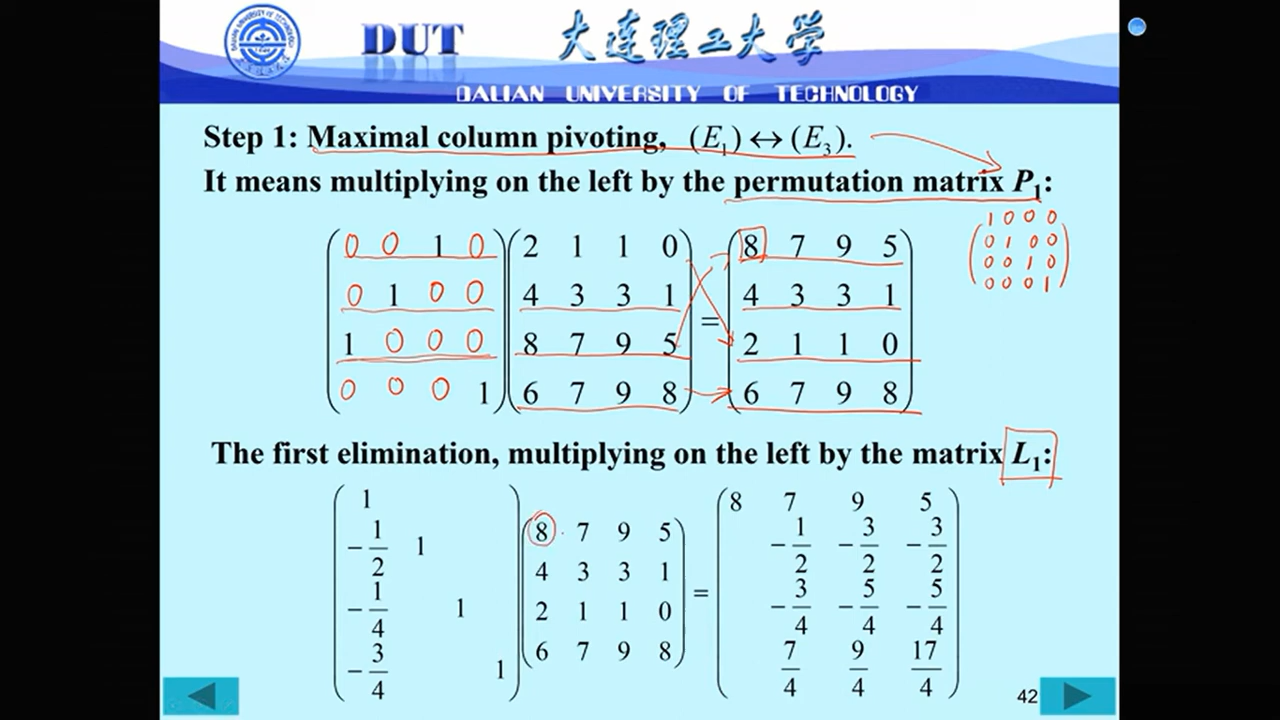 DUT 大连理工大学
DALIAN UNIVERSITY OF TECHNOLOGY
Step 1: Maximal column pivoting, (E₁) ↔ (E₃).
It means multiplying on the left by the permutation matrix P₁:
1 0 0 0
0 1 0 0
0 0 1 0
0 0 0 1
0 0 1 0 2 1 1 0 8 7 9 5
0 1 0 0 4 3 3 1 = 4 3 3 1
1 0 0 0 8 7 9 5 2 1 1 0
0 0 0 1 6 7 9 8 6 7 9 8
The first elimination, multiplying on the left by the matrix L₁:
1 8 7 9 5 8 7 9 5
-1/2 1 4 3 3 1 = -1/2 -3/2 -3/2
-1/4 1 2 1 1 0 -3/4 -5/4 -5/4
-3/4 1 6 7 9 8 7/4 9/4 17/4
42